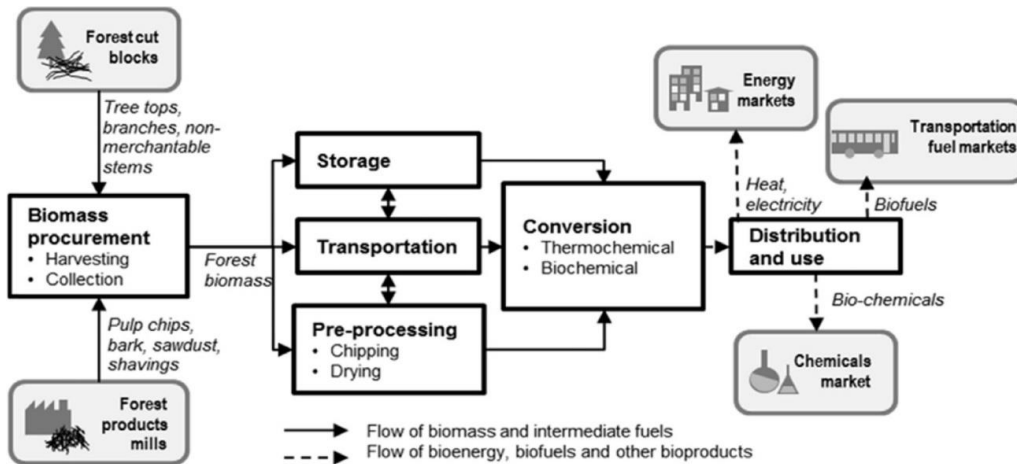 Forest cut
blocks
Tree tops,
branches, non-
merchantable
stems
Biomass
procurement
• Harvesting
• Collection
Pulp chips,
bark, sawdust,
shavings
Forest
products
mills
Forest
biomass
Storage
Transportation
Pre-processing
• Chipping
• Drying
Conversion
• Thermochemical
• Biochemical
Energy
markets
Transportation
fuel markets
Heat,
electricity
Biofuels
Distribution
and use
Bio-chemicals
Chemicals
market
Flow of biomass and intermediate fuels
Flow of bioenergy, biofuels and other bioproducts